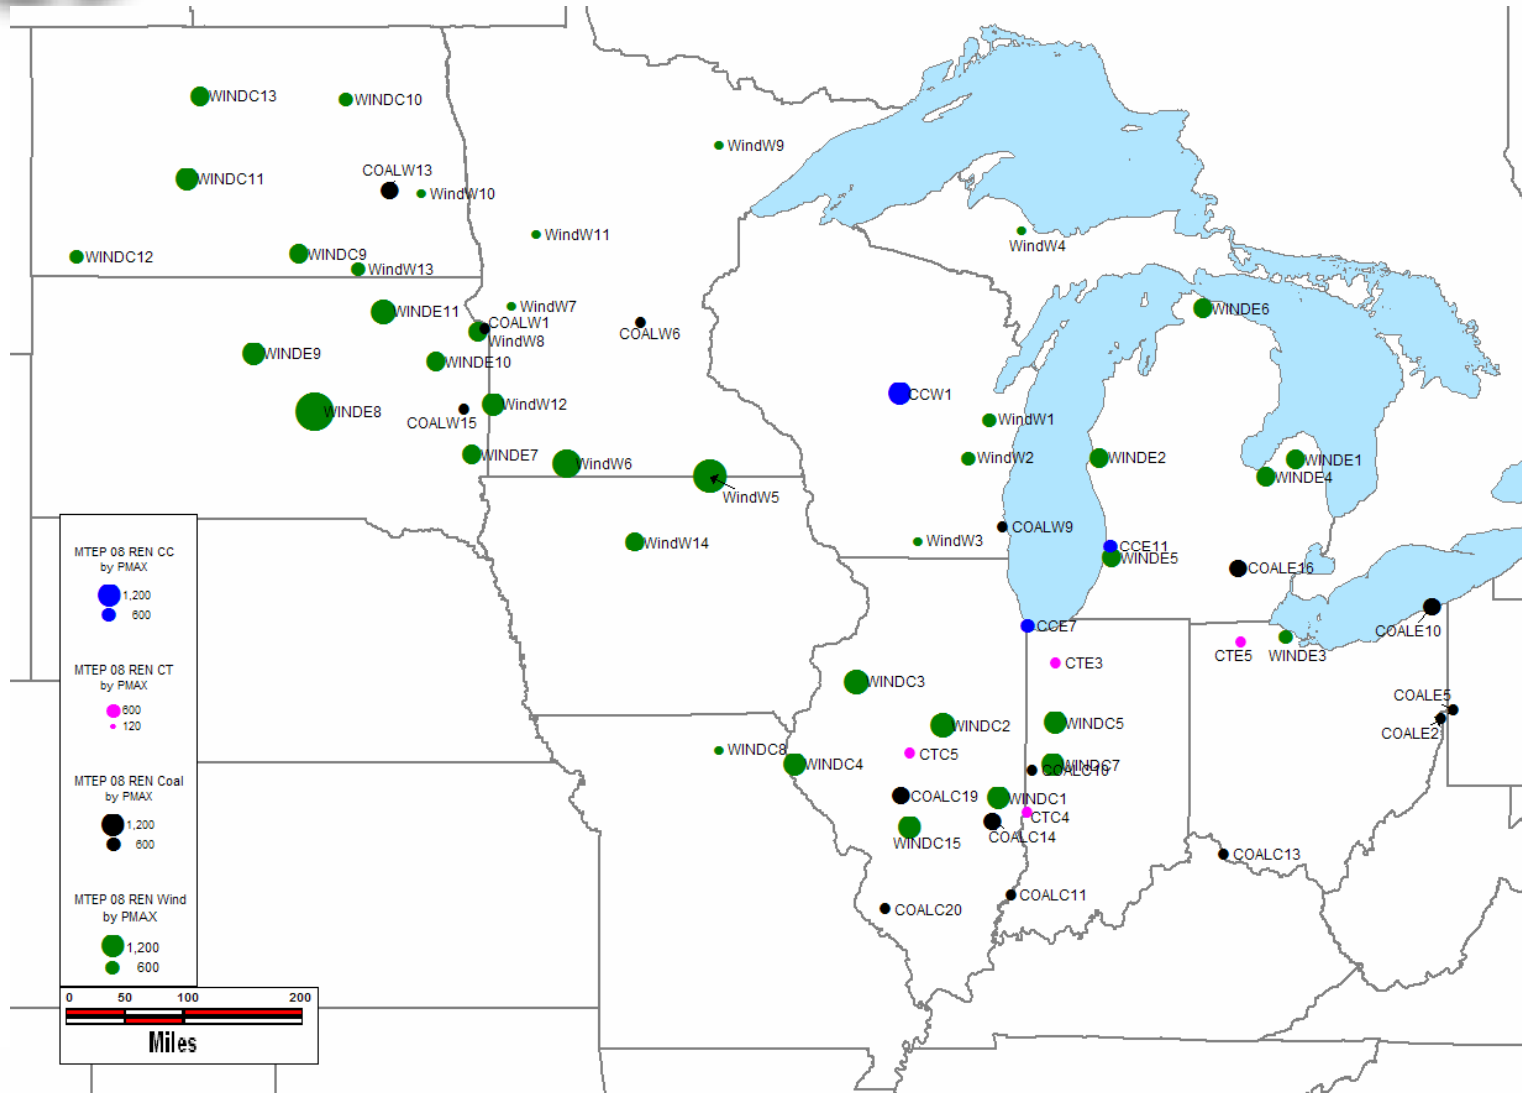 WINDC13
WINDC10
WindW9
COALW13
WINDC11
WindW10
WindW11
WindW4
WINDC12
WINDC9
WindW13
WindW7
WINDE6
WINDE11
COALW1
COALW6
WindW8
WINDE9
WINDE10
CCW1
WINDE8
WindW12
COALW15
WindW1
WINDE7
WindW6
WindW2
WINDE2
WINDE1
WINDE4
WindW5
COALW9
WindW14
WindW3
CCE11
WINDE5
COALE16
CCE7
COALE10
CTE5
WINDE3
CTE3
WINDC3
COALE5
WINDC2
WINDC5
COALE2
WINDC8
CTC5
WINDC4
WINDC7
COALC10
COALC19
WINDC1
CTC4
COALC14
WINDC15
COALC13
COALC11
COALC20
MTEP 08 REN CC
by PMAX
1,200
600
MTEP 08 REN CT
by PMAX
600
120
MTEP 08 REN Coal
by PMAX
1,200
600
MTEP 08 REN Wind
by PMAX
1,200
600
0 50 100 200
Miles